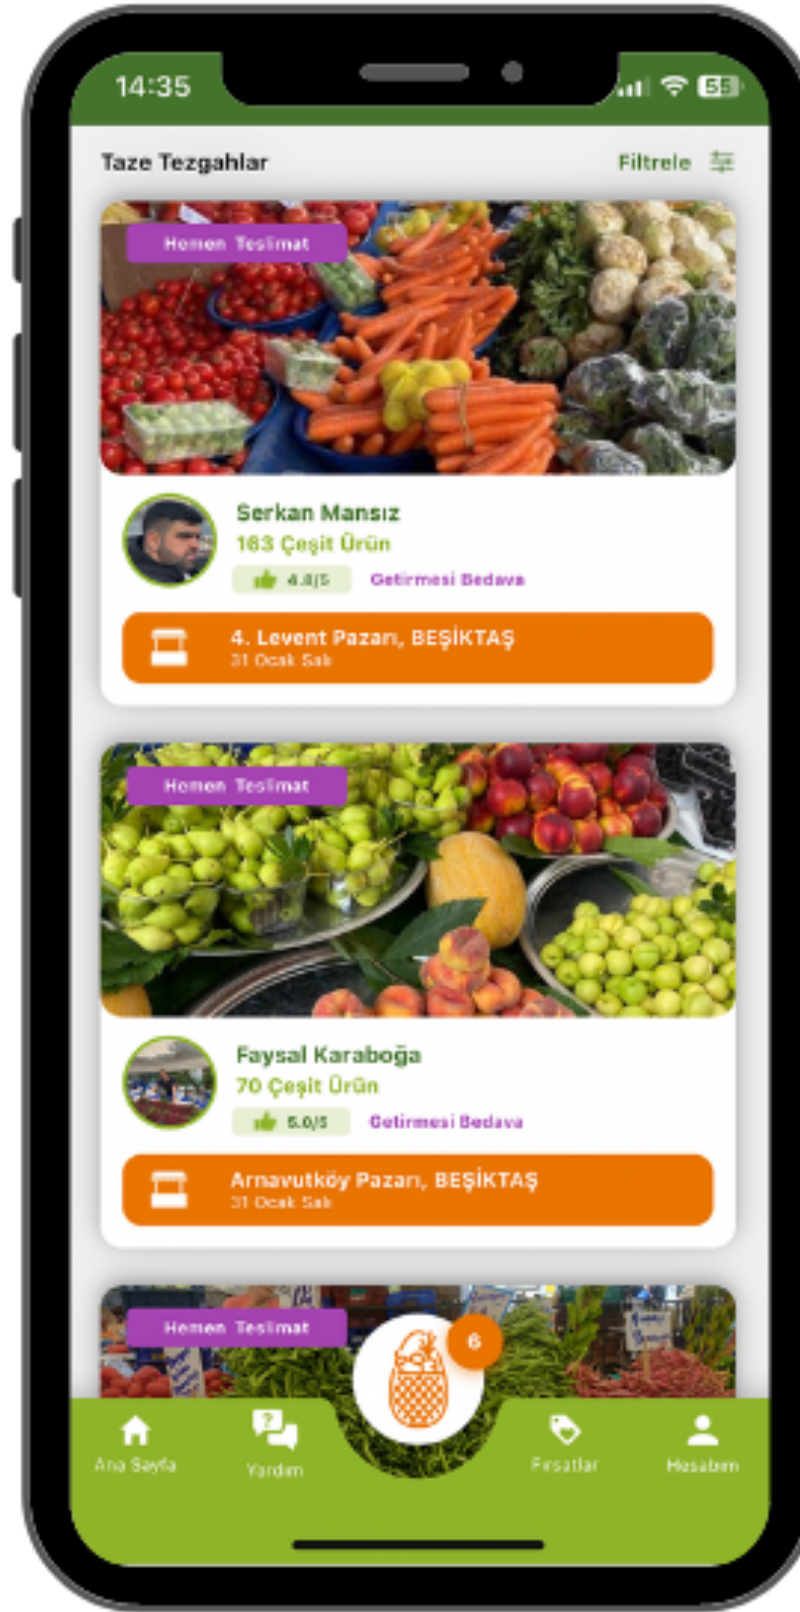 14:35
55
Taze Tezgahlar
Filtrele
Hemen Teslimat
Serkan Mansız
163 Çeşit Ürün
4.8/5 Getirmesi Bedava
4. Levent Pazarı, BEŞİKTAŞ
31 Ocak Salı
Hemen Teslimat
Faysal Karaboğa
70 Çeşit Ürün
5.0/5 Getirmesi Bedava
Arnavutköy Pazarı, BEŞİKTAŞ
31 Ocak Salı
Hemen Teslimat
6
Ana Sayfa
Yardım
Fırsatlar
Hesabım